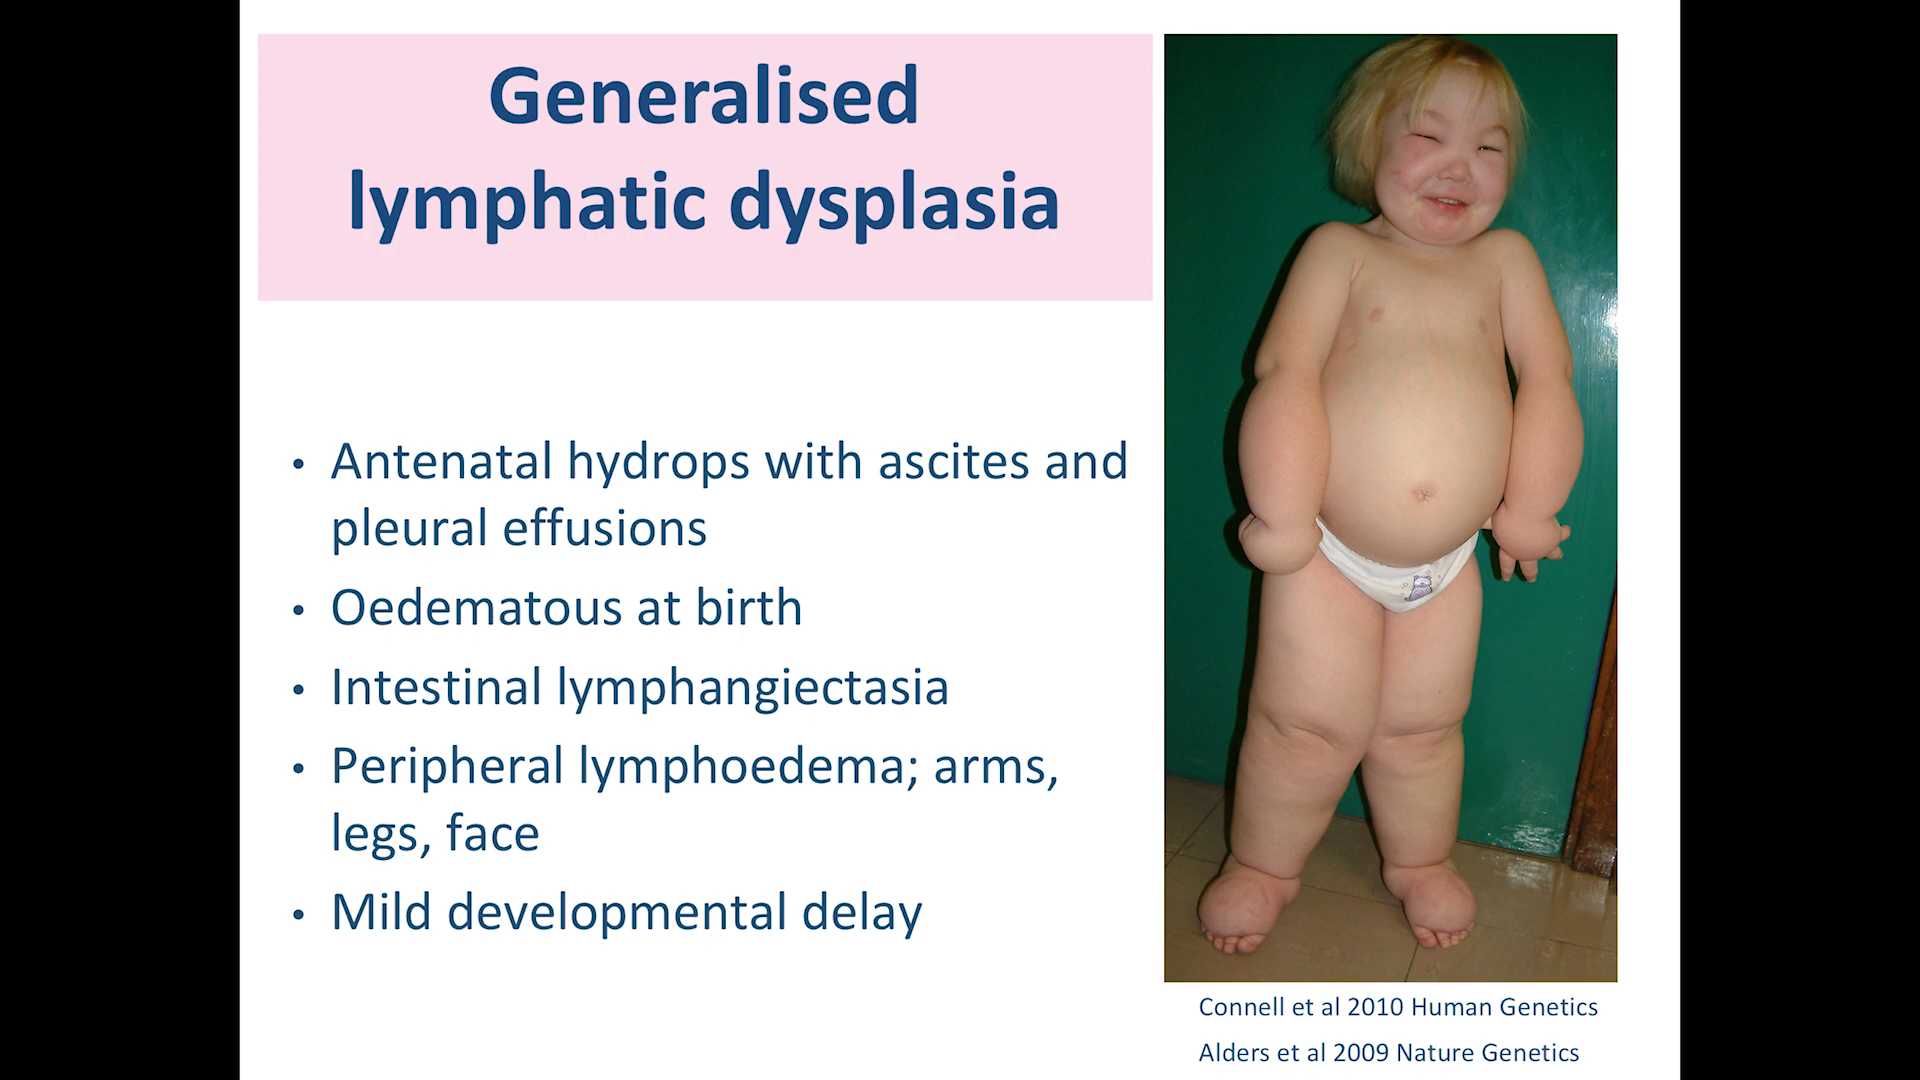 Generalised
lymphatic dysplasia
• Antenatal hydrops with ascites and
pleural effusions
• Oedematous at birth
• Intestinal lymphangiectasia
• Peripheral lymphoedema; arms,
legs, face
• Mild developmental delay
Connell et al 2010 Human Genetics
Alders et al 2009 Nature Genetics